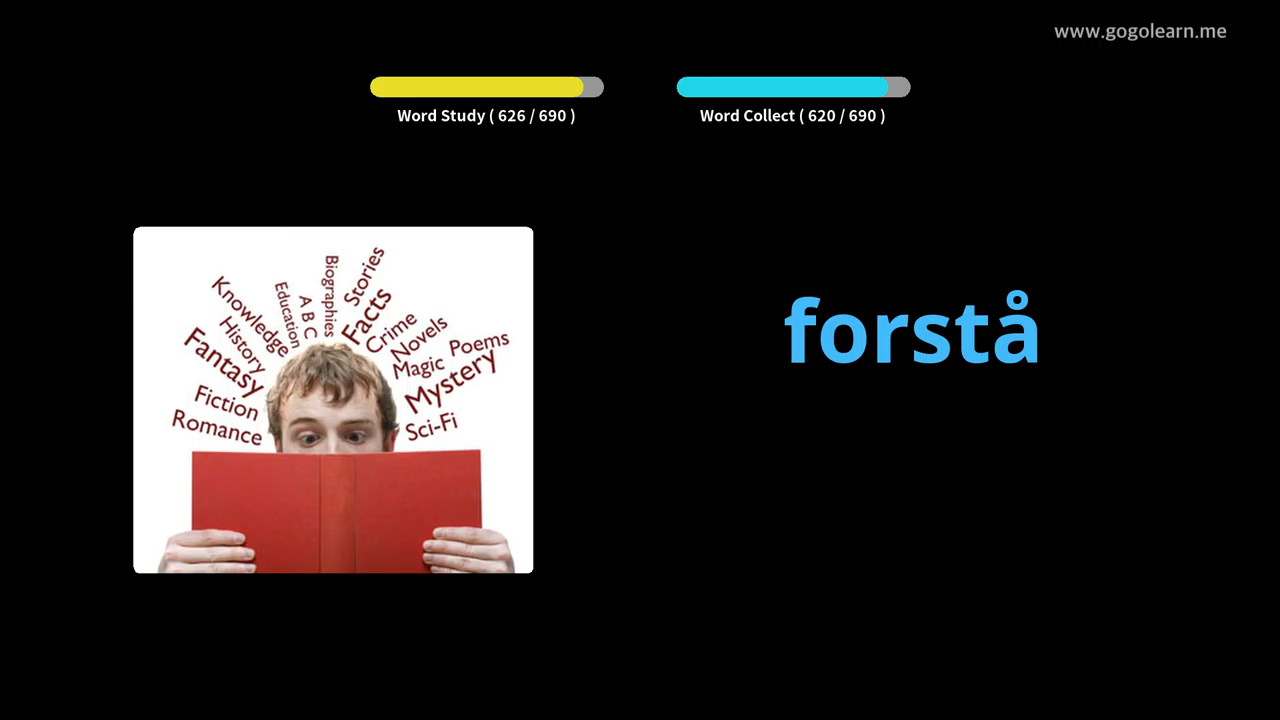 www.gogolearn.me
Word Study ( 626 / 690 )
Word Collect ( 620 / 690 )
forstå
Romance
Fiction
Fantasy
History
Knowledge
Education
A B C
Biographies
Stories
Facts
Crime
Novels
Magic
Poems
Mystery
Sci-Fi